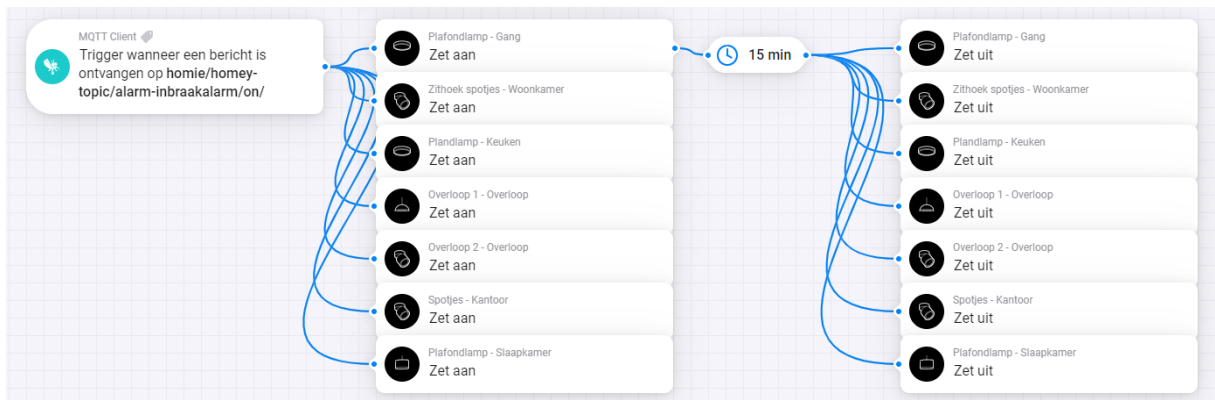 MQTT Client
Trigger wanneer een bericht is
ontvangen op homie/homey-
topic/alarm-inbraakalarm/on/
Plafondlamp - Gang
Zet aan
Zithoek spotjes - Woonkamer
Zet aan
Plandlamp - Keuken
Zet aan
Overloop 1 - Overloop
Zet aan
Overloop 2 - Overloop
Zet aan
Spotjes - Kantoor
Zet aan
Plafondlamp - Slaapkamer
Zet aan
15 min
Plafondlamp - Gang
Zet uit
Zithoek spotjes - Woonkamer
Zet uit
Plandlamp - Keuken
Zet uit
Overloop 1 - Overloop
Zet uit
Overloop 2 - Overloop
Zet uit
Spotjes - Kantoor
Zet uit
Plafondlamp - Slaapkamer
Zet uit